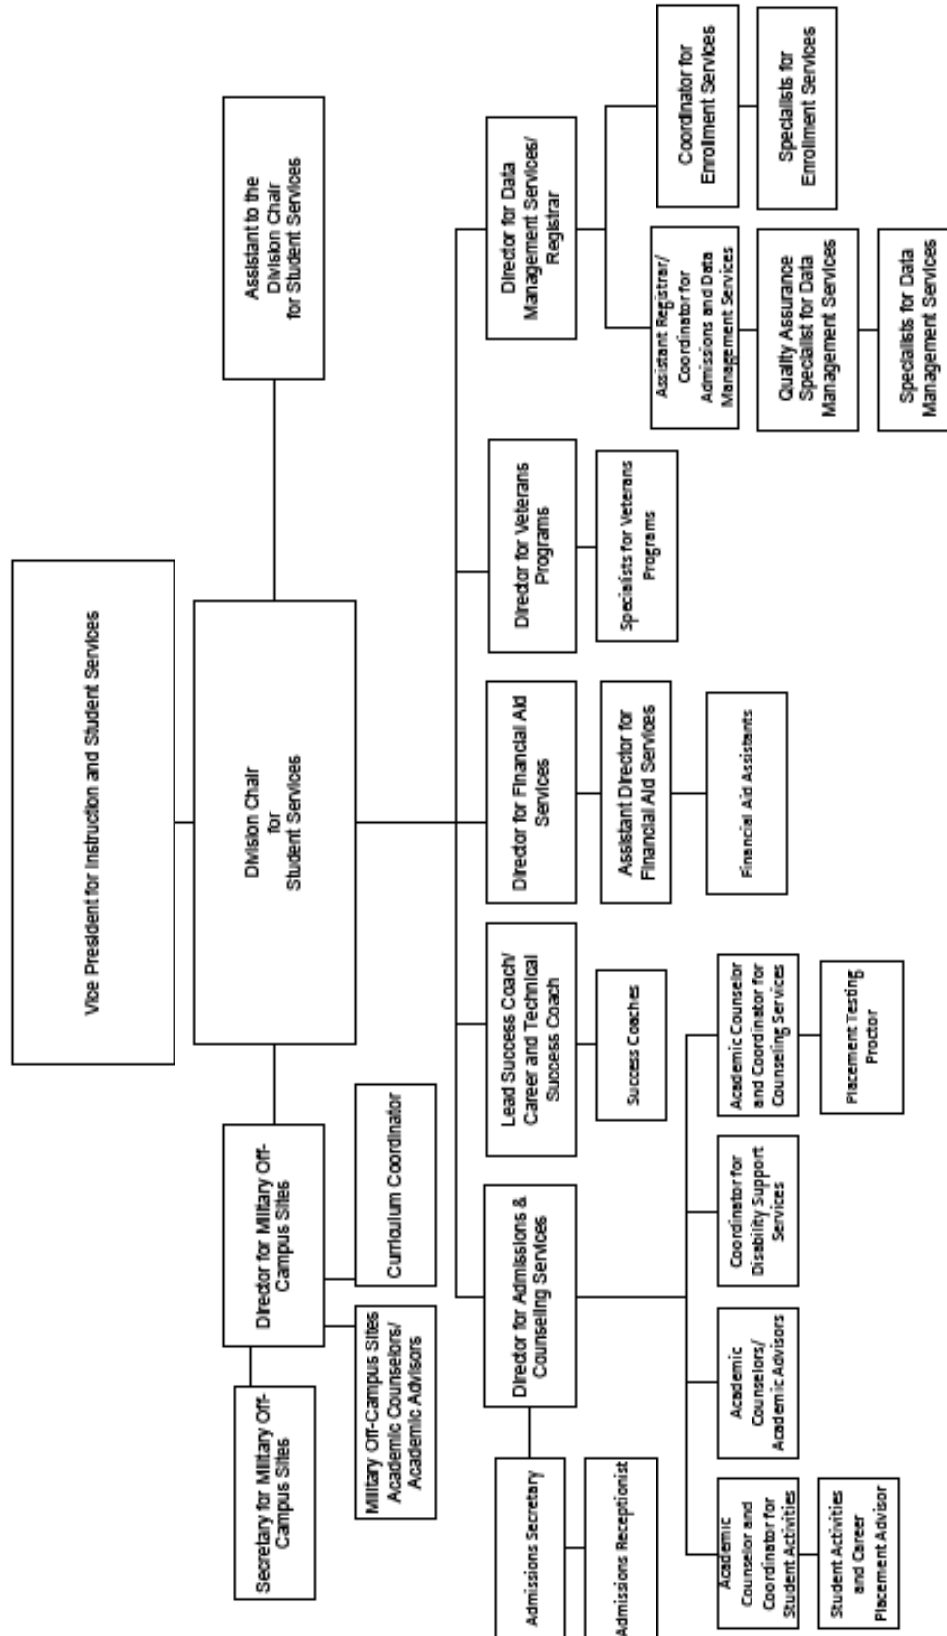 Vice President for Instruction and Student Services
Division Chair
for
Student Services
Assistant to the
Division Chair
for Student Services
Director for Military Off-
Campus Sites
Secretary for Military Off-
Campus Sites
Military Off-Campus Sites
Academic Counselors/
Academic Advisors
Curriculum Coordinator
Director for Admissions &
Counseling Services
Lead Success Coach/
Career and Technical
Success Coach
Director for Financial Aid
Services
Director for Veterans
Programs
Director for Data
Management Services/
Registrar
Admissions Secretary
Admissions Receptionist
Success Coaches
Assistant Director for
Financial Aid Services
Financial Aid Assistants
Specialists for Veterans
Programs
Assistant Registrar/
Coordinator for
Admissions and Data
Management Services
Coordinator for
Enrollment Services
Quality Assurance
Specialist for Data
Management Services
Specialists for
Enrollment Services
Specialists for Data
Management Services
Academic
Counselor and
Coordinator for
Student Activities
Academic
Counselors/
Academic Advisors
Coordinator for
Disability Support
Services
Academic Counselor
and Coordinator for
Counseling Services
Student Activities
and Career
Placement Advisor
Placement Testing
Proctor